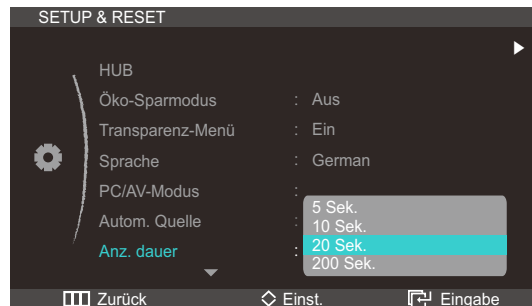 SETUP & RESET
HUB
Öko-Sparmodus : Aus
Transparenz-Menü : Ein
Sprache : German
PC/AV-Modus :
Autom. Quelle :
Anz. dauer :
5 Sek.
10 Sek.
20 Sek.
200 Sek.
Zurück Einst. Eingabe